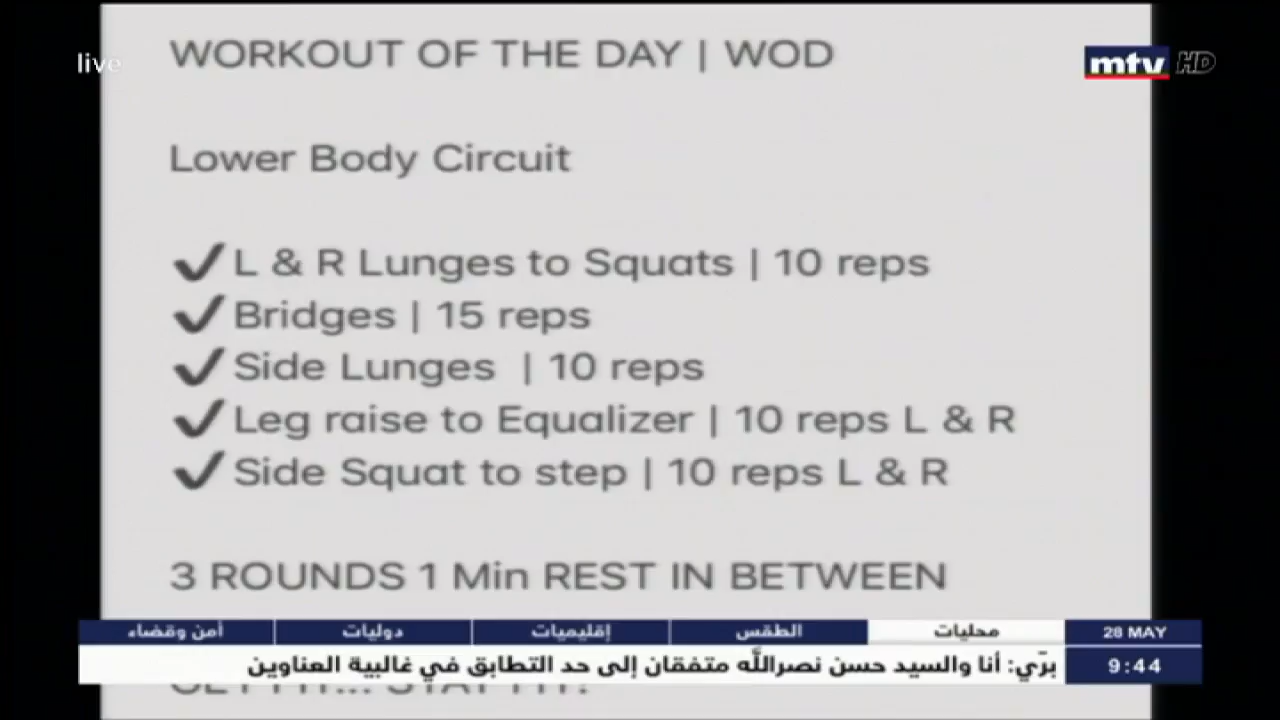 live
mtv HD
WORKOUT OF THE DAY | WOD
Lower Body Circuit
✔L & R Lunges to Squats | 10 reps
✔Bridges | 15 reps
✔Side Lunges | 10 reps
✔Leg raise to Equalizer | 10 reps L & R
✔Side Squat to step | 10 reps L & R
3 ROUNDS 1 Min REST IN BETWEEN
28 MAY
محليات
الطقس
إقليميات
دوليات
أمن وقضاء
9:44
برّي: أنا والسيد حسن نصراللّه متفقان إلى حد التطابق في غالبية العناوين